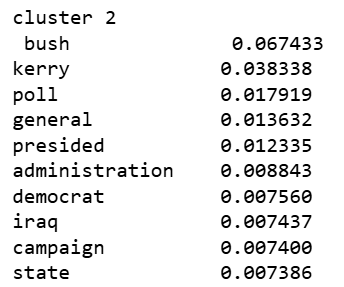 cluster 2
bush 0.067433
kerry 0.038338
poll 0.017919
general 0.013632
presided 0.012335
administration 0.008843
democrat 0.007560
iraq 0.007437
campaign 0.007400
state 0.007386